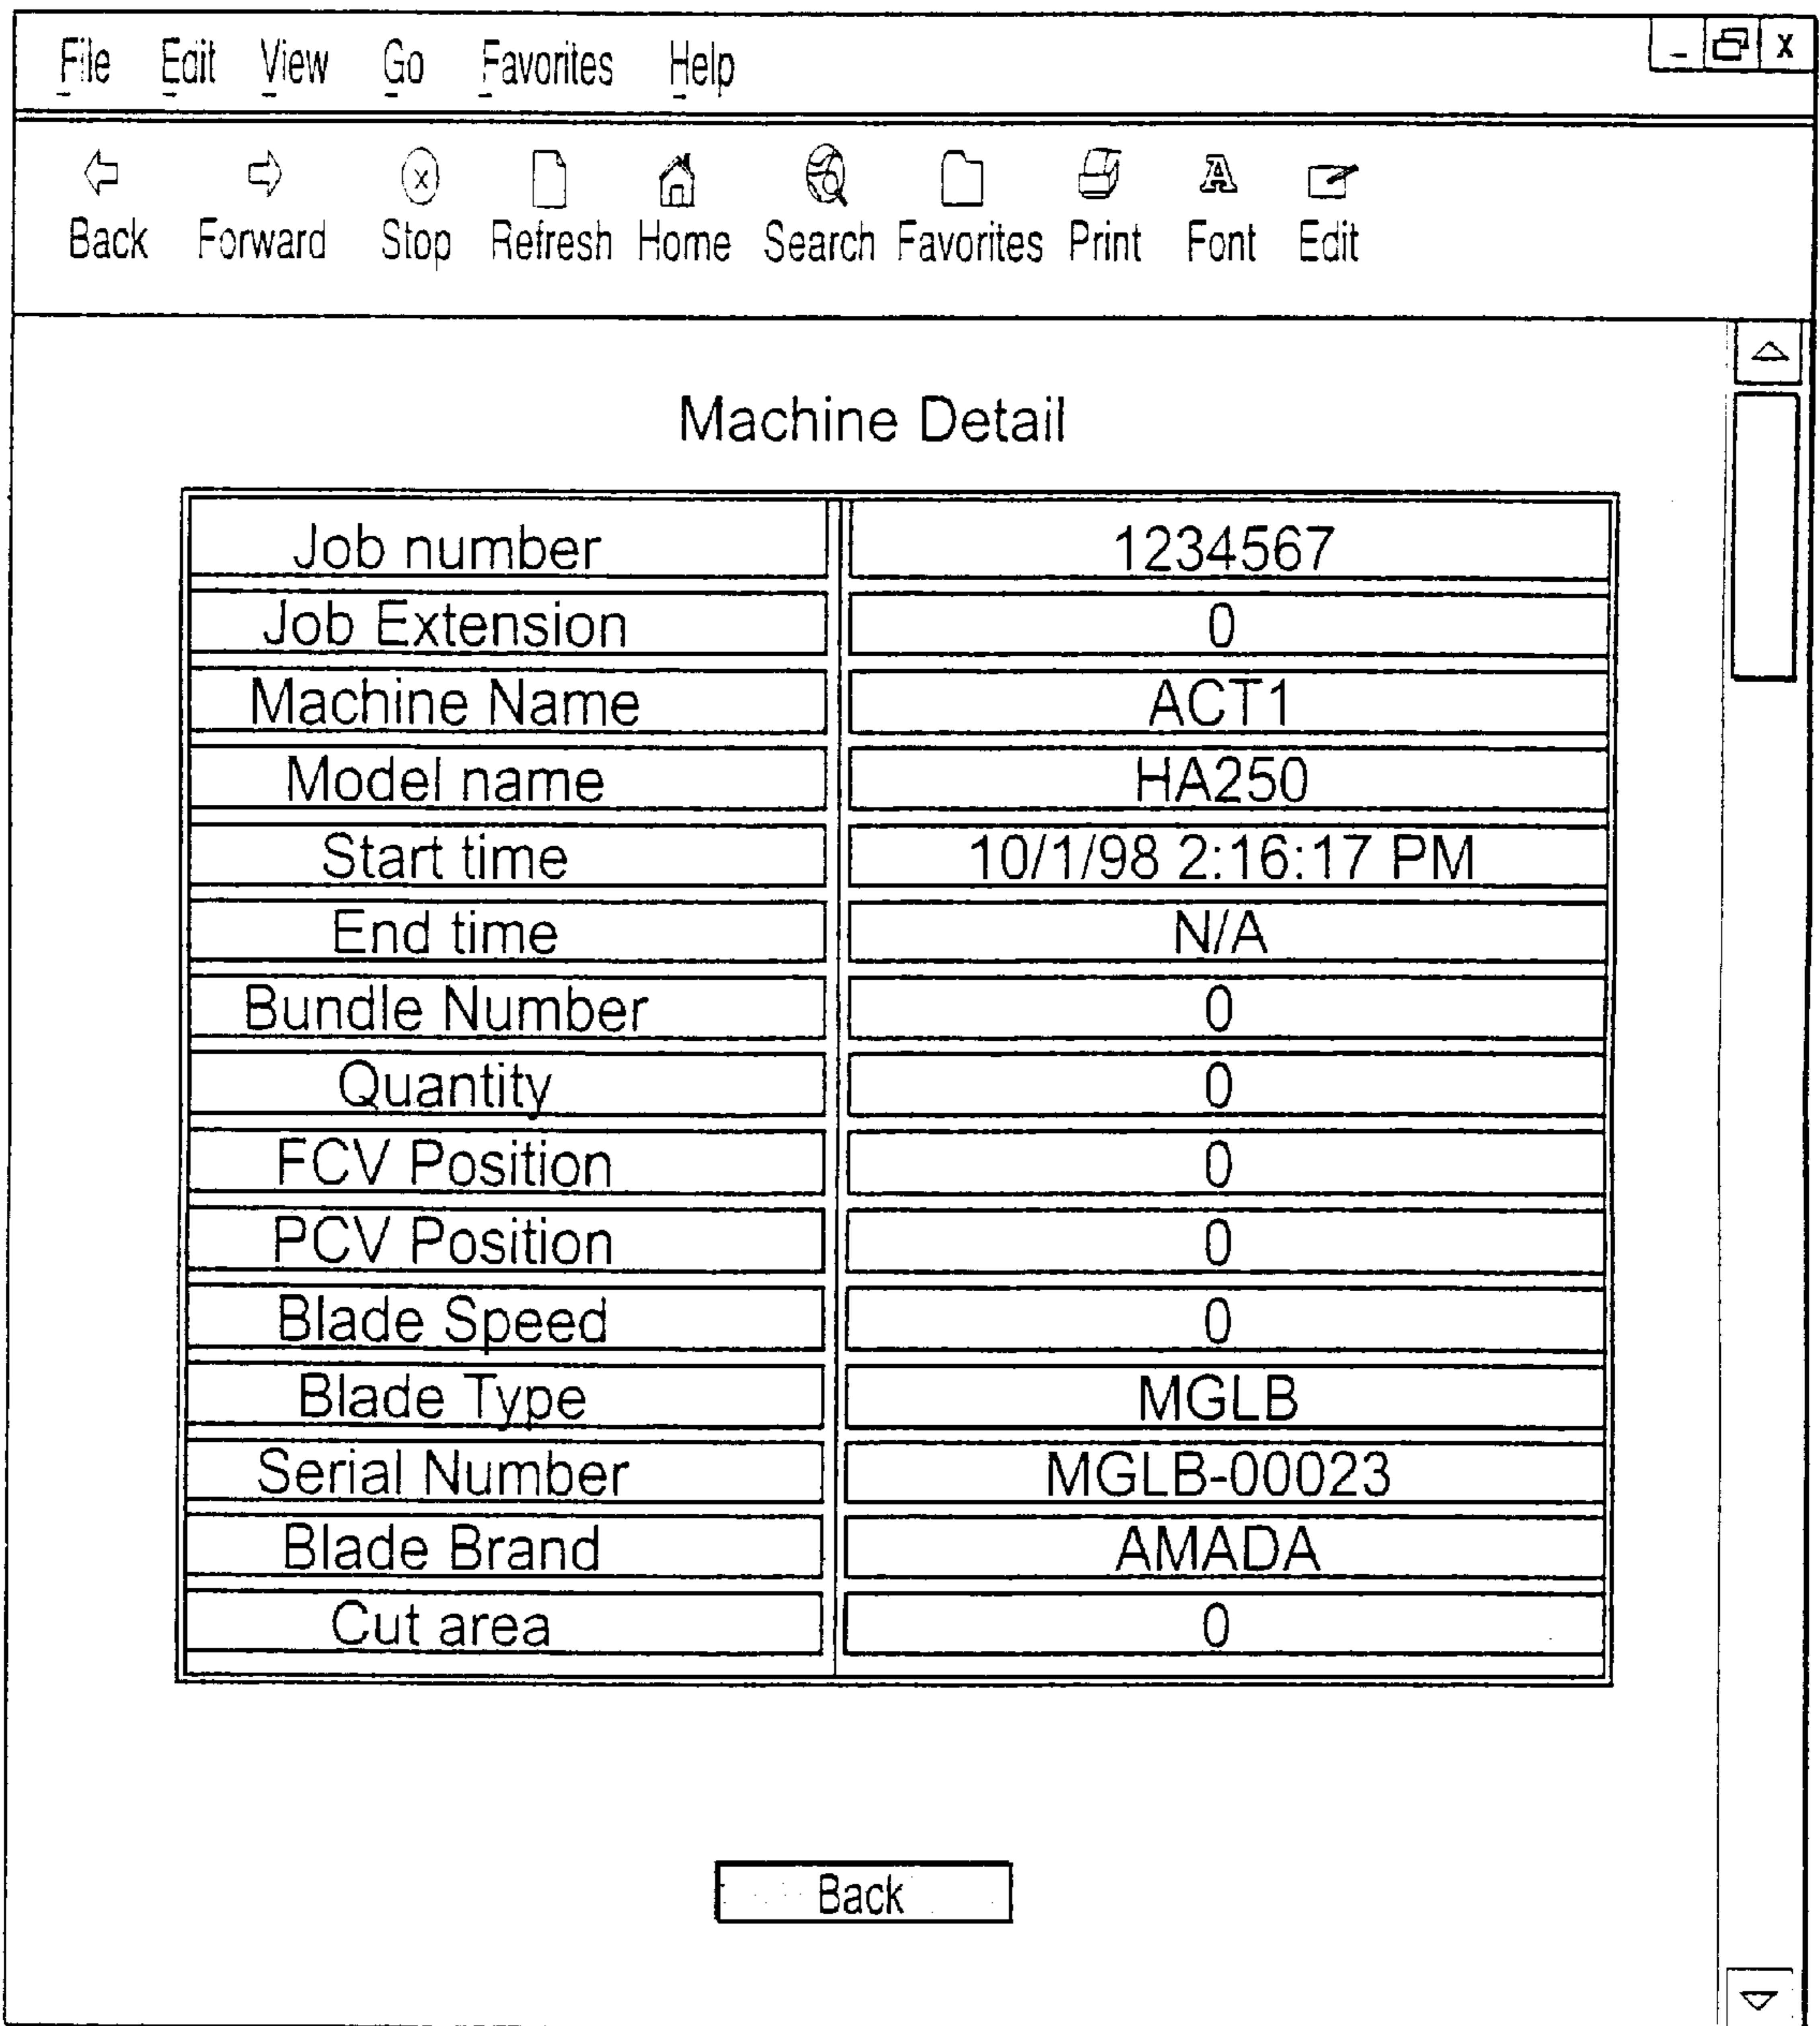 File Edit View Go Favorites Help
Back Forward Stop Refresh Home Search Favorites Print Font Edit
Machine Detail
Job number 1234567
Job Extension 0
Machine Name ACT1
Model name HA250
Start time 10/1/98 2:16:17 PM
End time N/A
Bundle Number 0
Quantity 0
FCV Position 0
PCV Position 0
Blade Speed 0
Blade Type MGLB
Serial Number MGLB-00023
Blade Brand AMADA
Cut area 0
Back